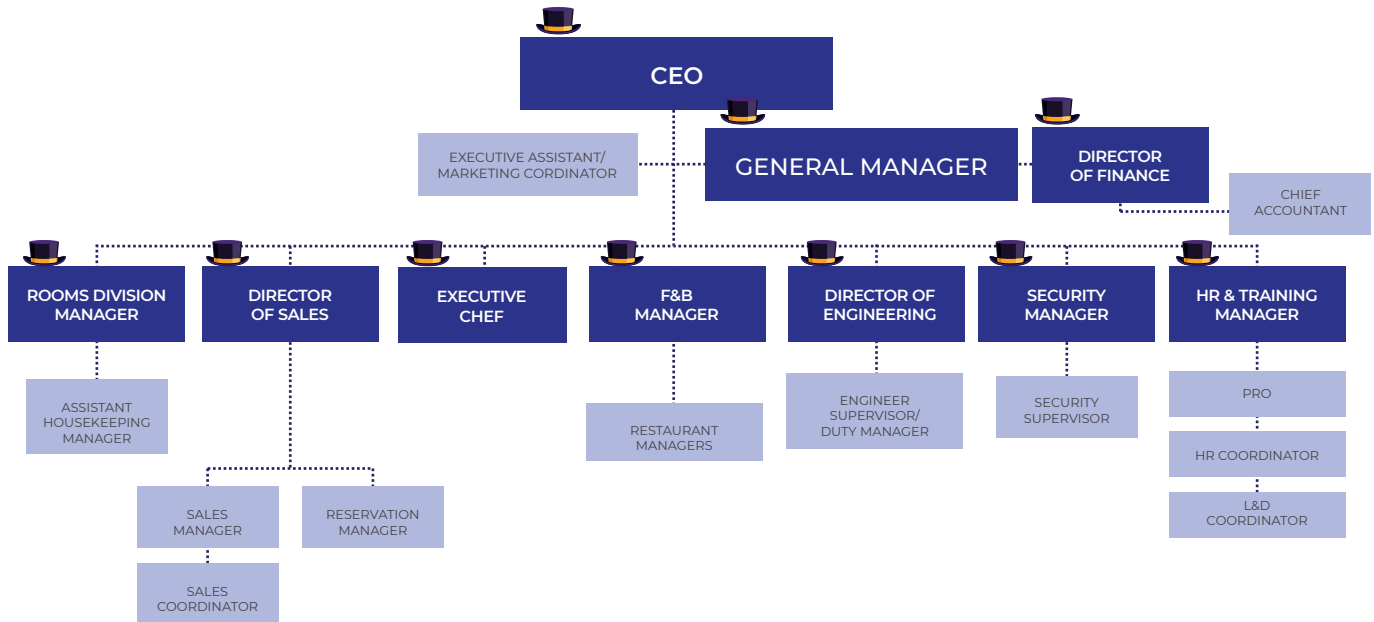 CEO
EXECUTIVE ASSISTANT/
MARKETING CORDINATOR
GENERAL MANAGER
DIRECTOR
OF FINANCE
CHIEF
ACCOUNTANT
ROOMS DIVISION
MANAGER
DIRECTOR
OF SALES
EXECUTIVE
CHEF
F&B
MANAGER
DIRECTOR OF
ENGINEERING
SECURITY
MANAGER
HR & TRAINING
MANAGER
ASSISTANT
HOUSEKEEPING
MANAGER
RESTAURANT
MANAGERS
ENGINEER
SUPERVISOR/
DUTY MANAGER
SECURITY
SUPERVISOR
PRO
HR COORDINATOR
L&D
COORDINATOR
SALES
MANAGER
RESERVATION
MANAGER
SALES
COORDINATOR